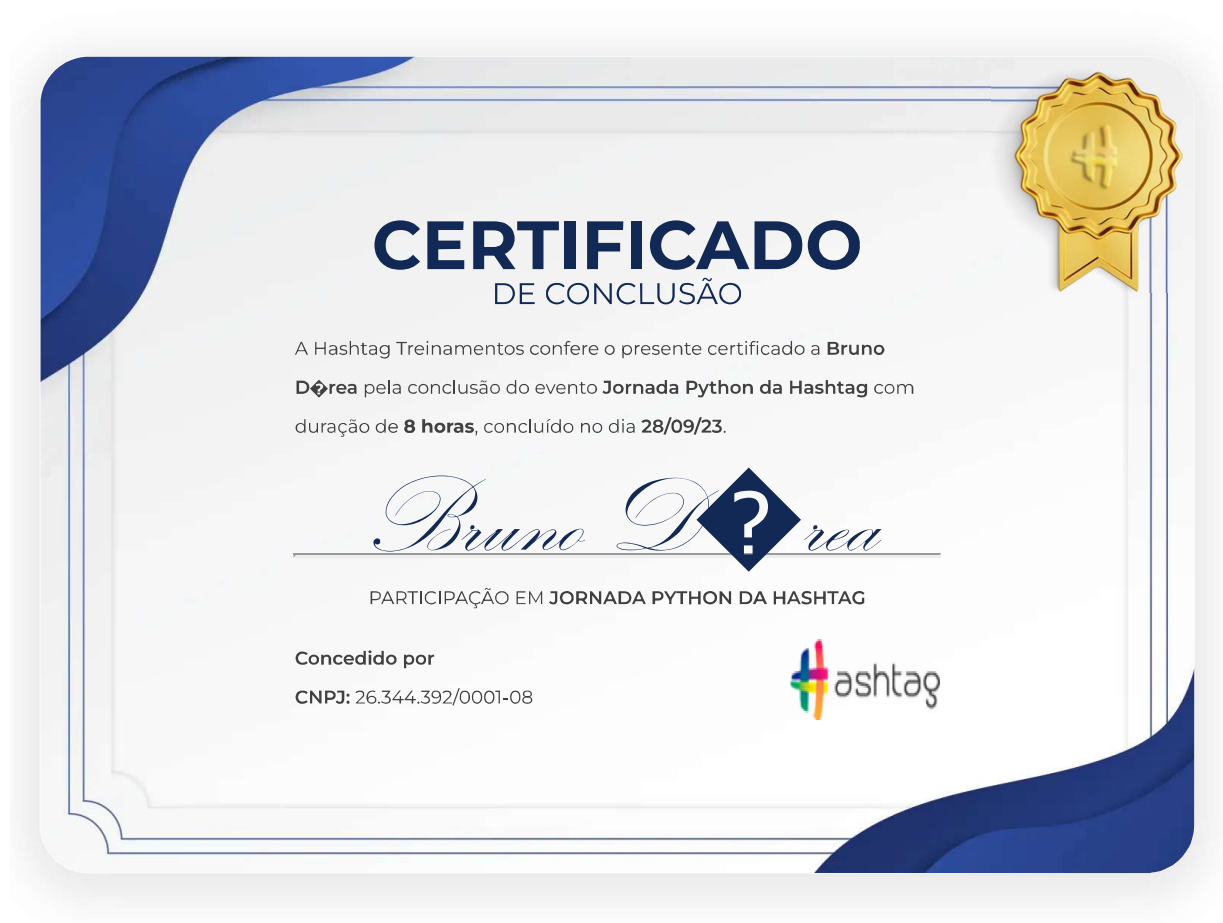 CERTIFICADO
DE CONCLUSÃO
A Hashtag Treinamentos confere o presente certificado a Bruno
D�rea pela conclusão do evento Jornada Python da Hashtag com
duração de 8 horas, concluído no dia 28/09/23.
Bruno D�rea
PARTICIPAÇÃO EM JORNADA PYTHON DA HASHTAG
Concedido por
CNPJ: 26.344.392/0001-08
Hashtag